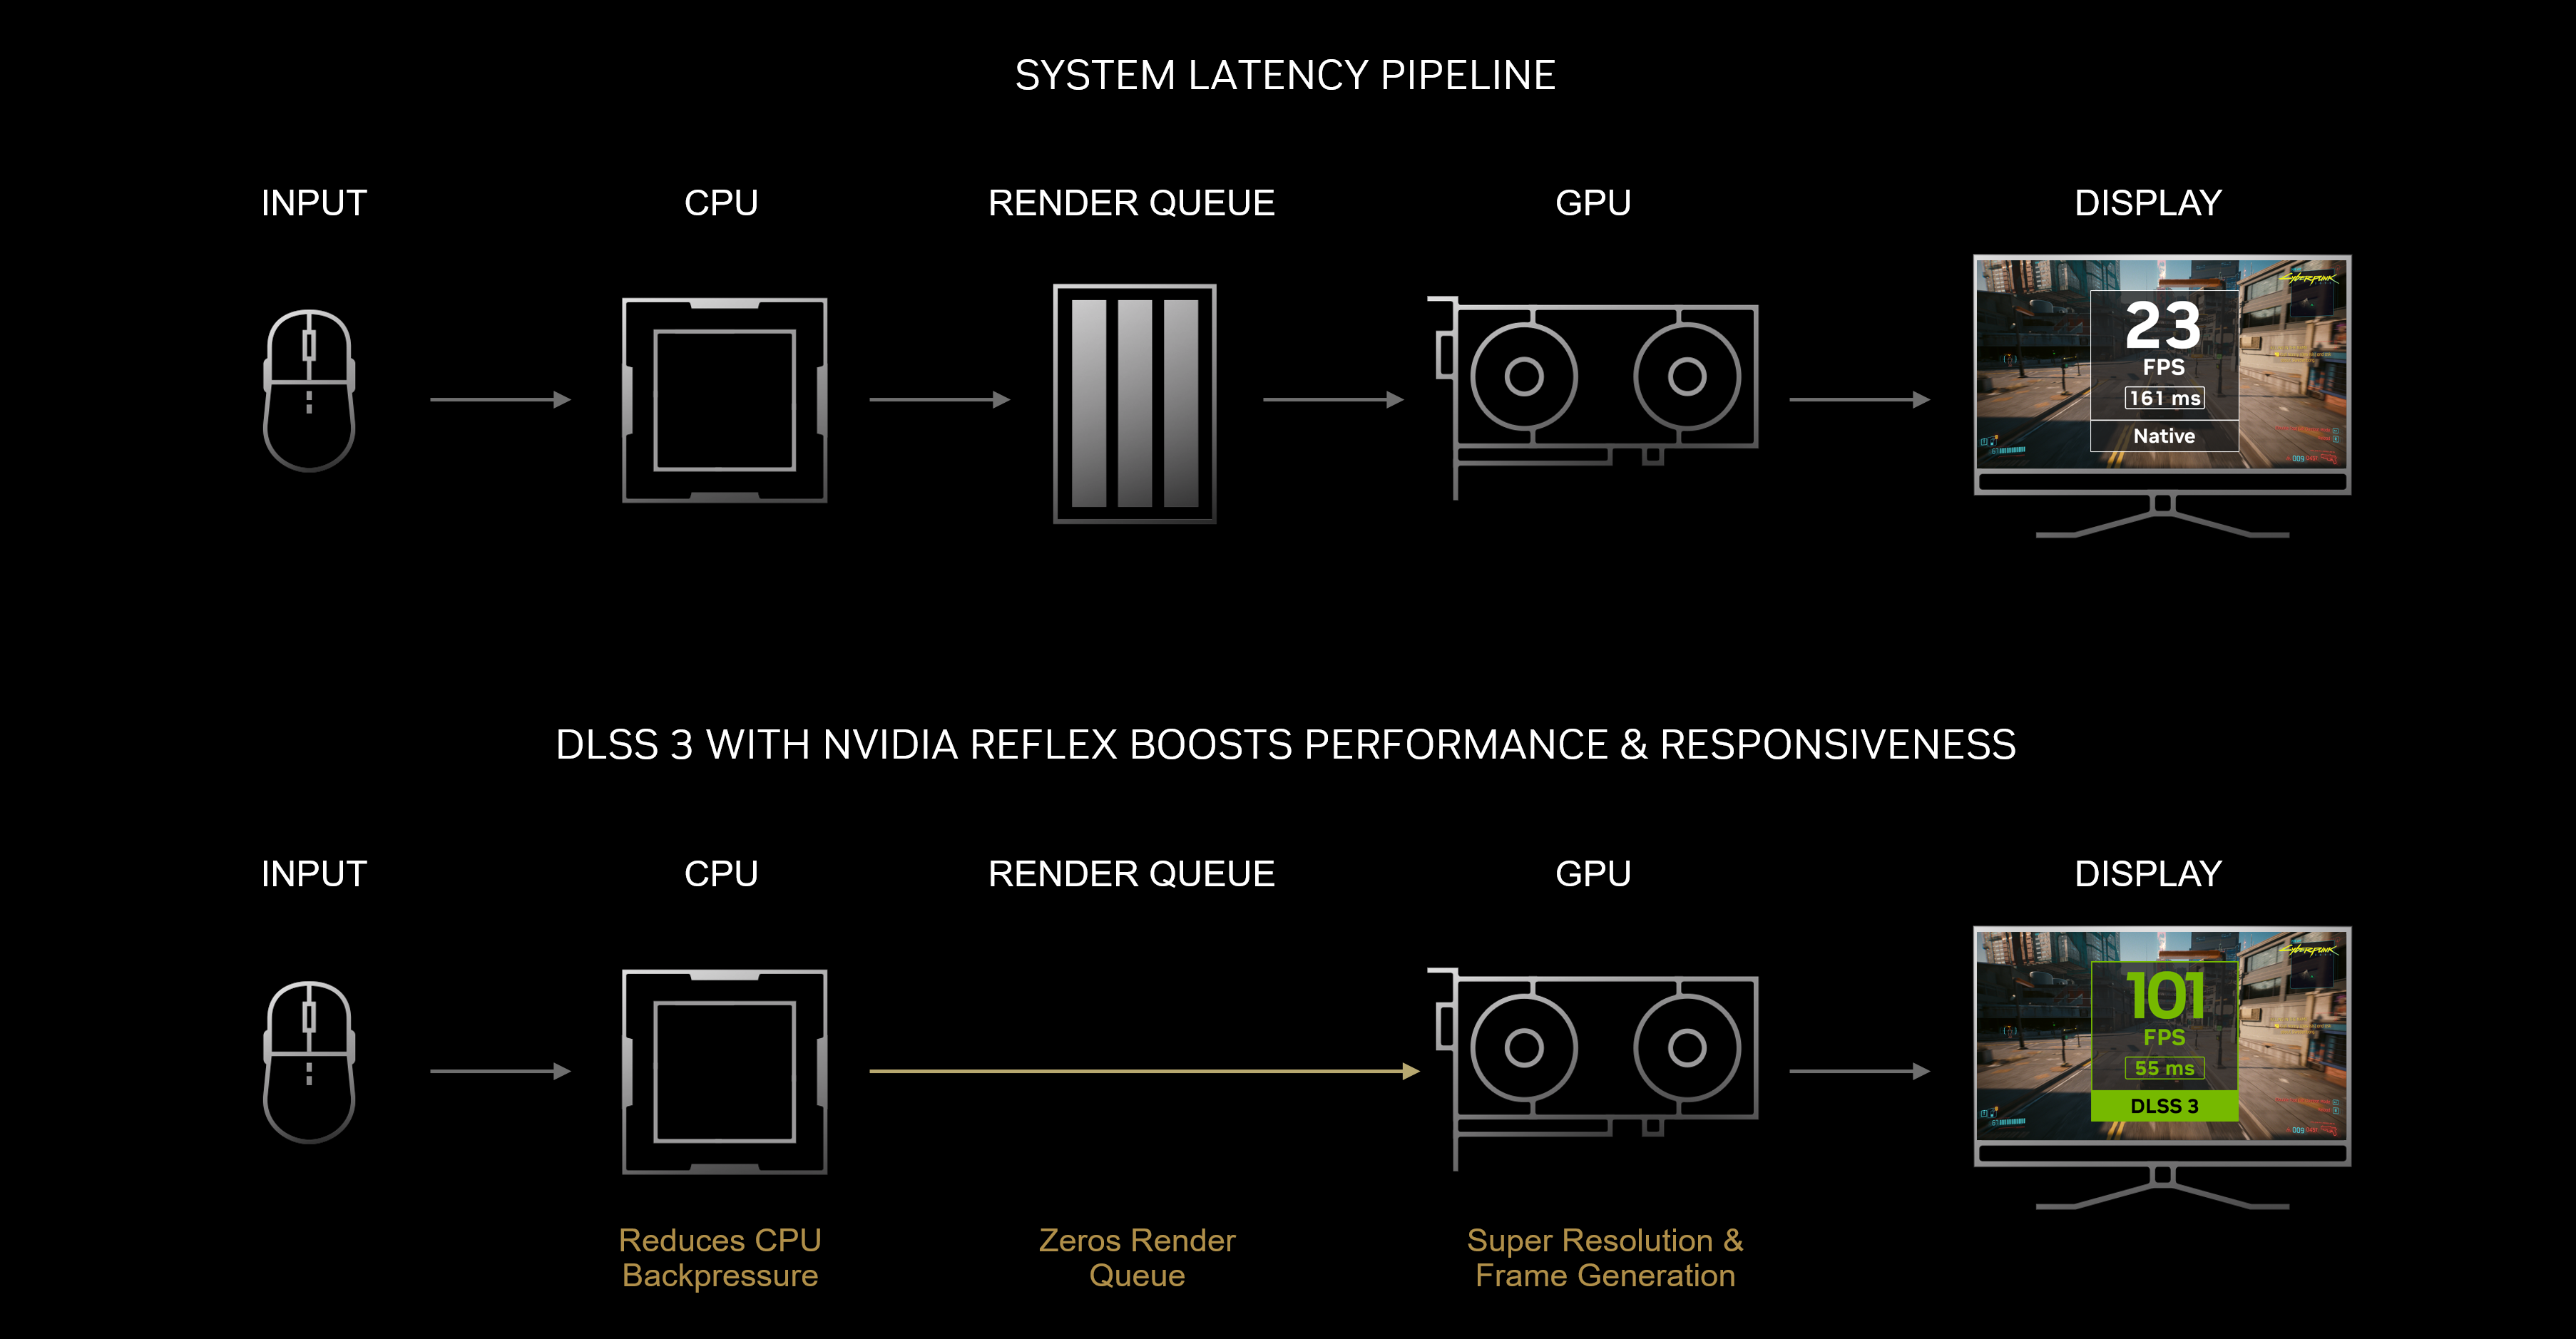 SYSTEM LATENCY PIPELINE
INPUT
CPU
RENDER QUEUE
GPU
DISPLAY
CYBERPUNK
23
FPS
161 ms
Native
DLSS 3 WITH NVIDIA REFLEX BOOSTS PERFORMANCE & RESPONSIVENESS
INPUT
CPU
RENDER QUEUE
GPU
DISPLAY
CYBERPUNK
101
FPS
55 ms
DLSS 3
Reduces CPU
Backpressure
Zeros Render
Queue
Super Resolution &
Frame Generation